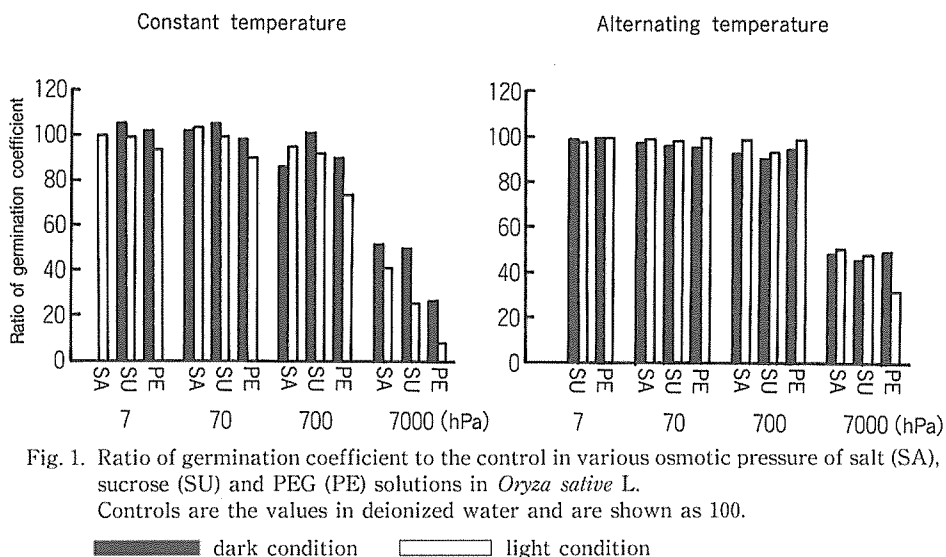 Constant temperature
Alternating temperature
Ratio of germination coefficient
120
100
80
60
40
20
0
SA SU PE SA SU PE SA SU PE SA SU PE
7 70 700 7000 (hPa)
120
100
80
60
40
20
0
SU PE SA SU PE SA SU PE SA SU PE
7 70 700 7000 (hPa)
Fig. 1. Ratio of germination coefficient to the control in various osmotic pressure of salt (SA),
sucrose (SU) and PEG (PE) solutions in Oryza sative L.
Controls are the values in deionized water and are shown as 100.
dark condition light condition